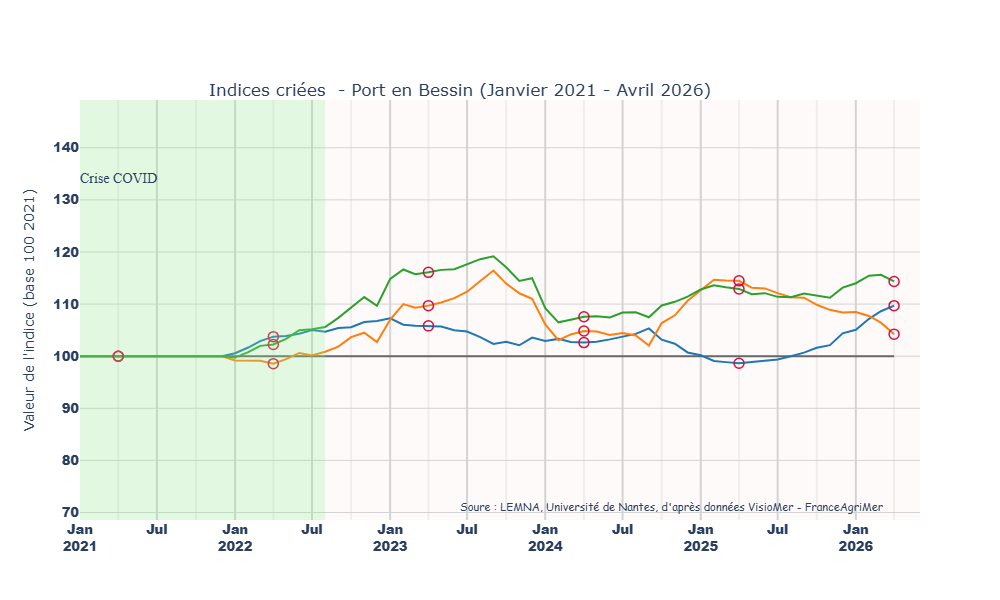 Indices criées  - Port en Bessin (Janvier 2021 - Avril 2026)
Valeur de l'Indice (base 100 2021)
140
130
120
110
100
90
80
70
Crise COVID
Soure : LEMNA, Université de Nantes, d'après données VisioMer - FranceAgriMer
Jan Jul Jan Jul Jan Jul Jan Jul Jan Jul Jan
2021 2022 2023 2024 2025 2026